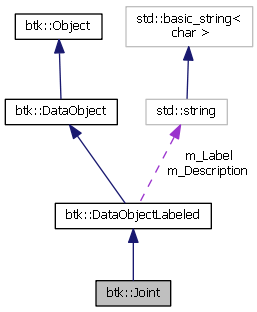 btk::Object
std::basic_string<
char >
btk::DataObject
std::string
m_Label
m_Description
btk::DataObjectLabeled
btk::Joint